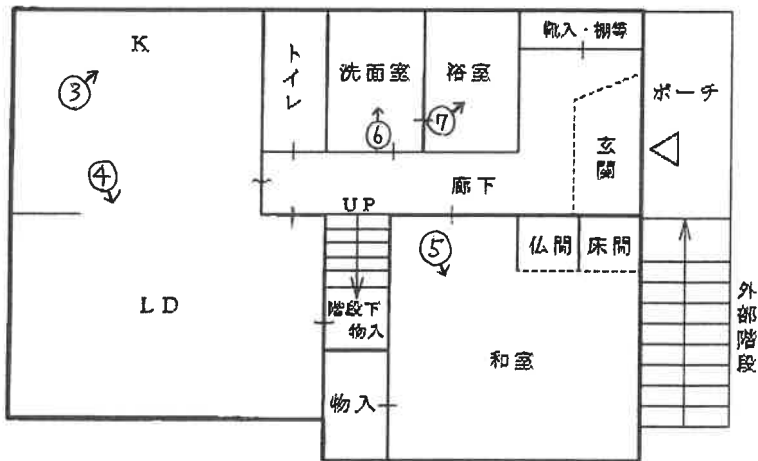 K
トイレ
洗面室
浴室
靴入・棚等
ポーチ
③
⑥
⑦
玄関
④
廊下
UP
⑤
仏間
床間
LD
階段下
物入
和室
外部階段
物入